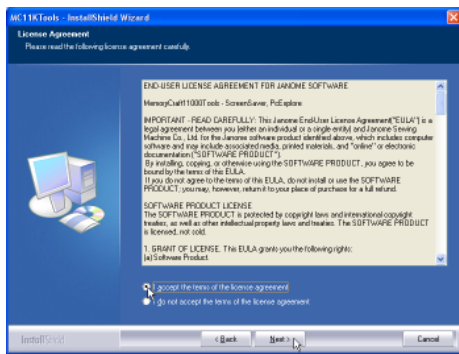 MC11KTools - InstallShield Wizard
License Agreement
Please read the following license agreement carefully.
END-USER LICENSE AGREEMENT FOR JANOME SOFTWARE
MemoryCraft11000Tools - ScreenSaver, PcExplore
IMPORTANT - READ CAREFULLY: This Janome End-User License Agreement("EULA") is a
legal agreement between you (either an individual or a single entity) and Janome Sewing
Machine Co., Ltd. for the Janome software product identified above, which includes computer
software and may include associated media, printed materials, and "online" or electronic
documentation ("SOFTWARE PRODUCT").
By installing, copying, or otherwise using the SOFTWARE PRODUCT, you agree to be
bound by the terms of this EULA.
If you do not agree to the terms of this EULA, do not install or use the SOFTWARE
PRODUCT; you may, however, return it to your place of purchase for a full refund.
SOFTWARE PRODUCT LICENSE
The SOFTWARE PRODUCT is protected by copyright laws and international copyright
treaties, as well as other intellectual property laws and treaties. The SOFTWARE PRODUCT
is licensed, not sold.
1. GRANT OF LICENSE. This EULA grants you the following rights:
(a) Software Product.
I accept the terms of the license agreement
I do not accept the terms of the license agreement
InstallShield
< Back
Next >
Cancel